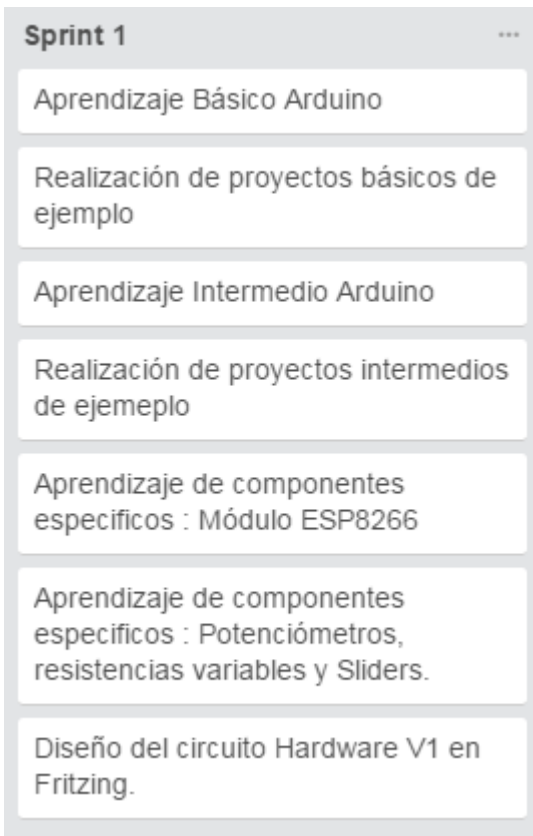 Sprint 1
Aprendizaje Básico Arduino
Realización de proyectos básicos de
ejemplo
Aprendizaje Intermedio Arduino
Realización de proyectos intermedios
de ejemeplo
Aprendizaje de componentes
especificos : Módulo ESP8266
Aprendizaje de componentes
especificos : Potenciómetros,
resistencias variables y Sliders.
Diseño del circuito Hardware V1 en
Fritzing.